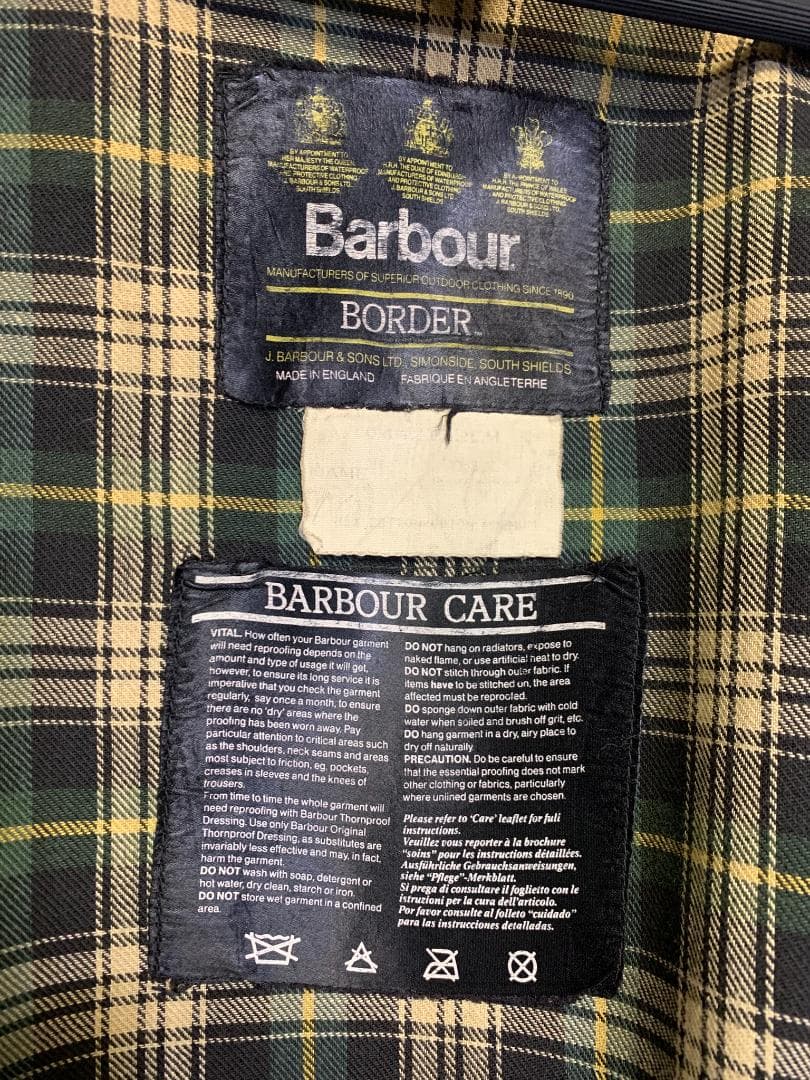 BY APPOINTMENT TO
HER MAJESTY THE QUEEN
MANUFACTURERS OF WATERPROOF
AND PROTECTIVE CLOTHING
J. BARBOUR & SONS LTD.
SOUTH SHIELDS
BY APPOINTMENT TO
H.R.H. THE DUKE OF EDINBURGH
MANUFACTURERS OF WATERPROOF
AND PROTECTIVE CLOTHING
J. BARBOUR & SONS LTD.
SOUTH SHIELDS
BY APPOINTMENT TO
H.R.H. THE PRINCE OF WALES
MANUFACTURERS OF WATERPROOF
AND PROTECTIVE CLOTHING
J. BARBOUR & SONS LTD.
SOUTH SHIELDS
Barbour
MANUFACTURERS OF SUPERIOR OUTDOOR CLOTHING SINCE 1890
BORDER™
J. BARBOUR & SONS LTD., SIMONSIDE, SOUTH SHIELDS,
MADE IN ENGLAND FABRIQUE EN ANGLETERRE
BARBOUR CARE
VITAL. How often your Barbour garment
will need reproofing depends on the
amount and type of usage it will get,
however, to ensure its long service it is
imperative that you check the garment
regularly, say once a month, to ensure
there are no 'dry' areas where the
proofing has been worn away. Pay
particular attention to critical areas such
as the shoulders, neck seams and areas
most subject to friction, eg. pockets,
creases in sleeves and the knees of
trousers.
From time to time the whole garment will
need reproofing with Barbour Thornproof
Dressing. Use only Barbour Original
Thornproof Dressing, as substitutes are
invariably less effective and may, in fact,
harm the garment.
DO NOT wash with soap, detergent or
hot water, dry clean, starch or iron.
DO NOT store wet garment in a confined
area.
DO NOT hang on radiators, expose to
naked flame, or use artificial heat to dry.
DO NOT stitch through outer fabric. If
items have to be stitched on, the area
affected must be reproofed.
DO sponge down outer fabric with cold
water when soiled and brush off grit, etc.
DO hang garment in a dry, airy place to
dry off naturally.
PRECAUTION. Do be careful to ensure
that the essential proofing does not mark
other clothing or fabrics, particularly
where unlined garments are chosen.
Please refer to 'Care' leaflet for full
instructions.
Veuillez vous reporter à la brochure
"soins" pour les instructions détaillées.
Ausführliche Gebrauchsanweisungen,
siehe "Pflege"-Merkblatt.
Si prega di consultare il foglietto con le
istruzioni per la cura dell'articolo.
Por favor consulte al folleto "cuidado"
para las instrucciones detalladas.